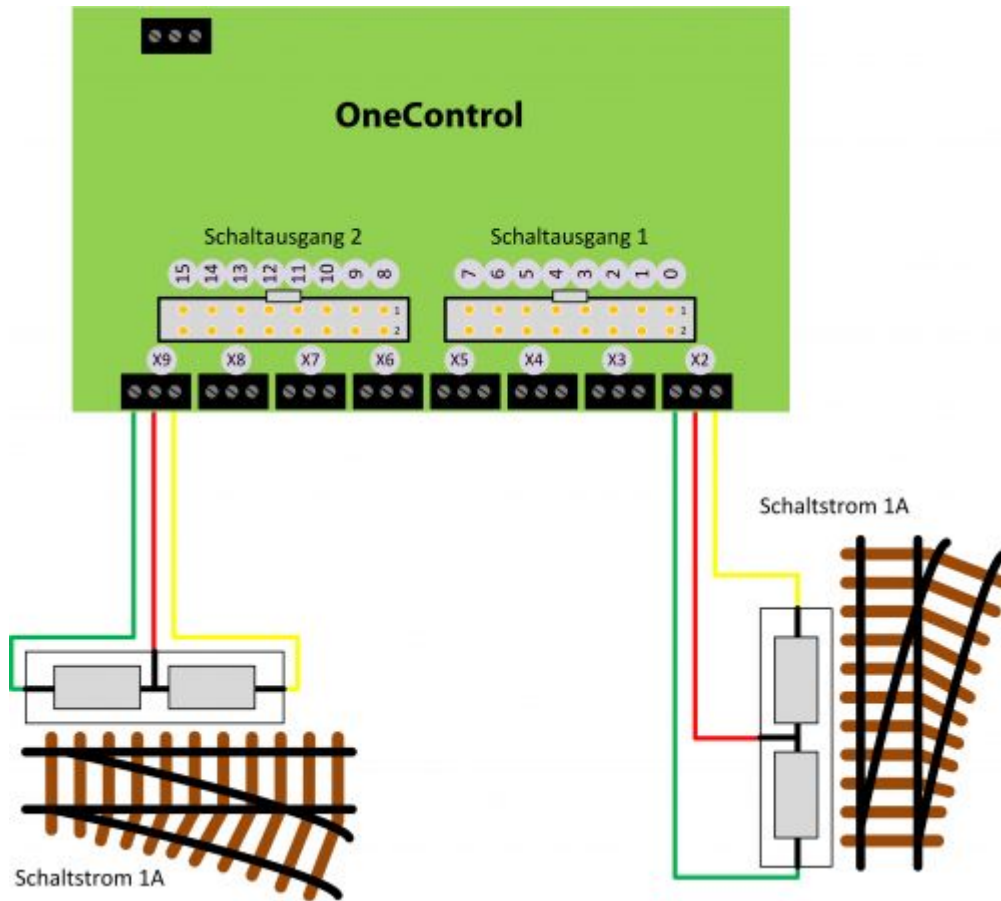 OneControl
Schaltausgang 2
Schaltausgang 1
15 14 13 12 11 10 9 8
7 6 5 4 3 2 1 0
1
2
1
2
X9 X8 X7 X6 X5 X4 X3 X2
Schaltstrom 1A
Schaltstrom 1A